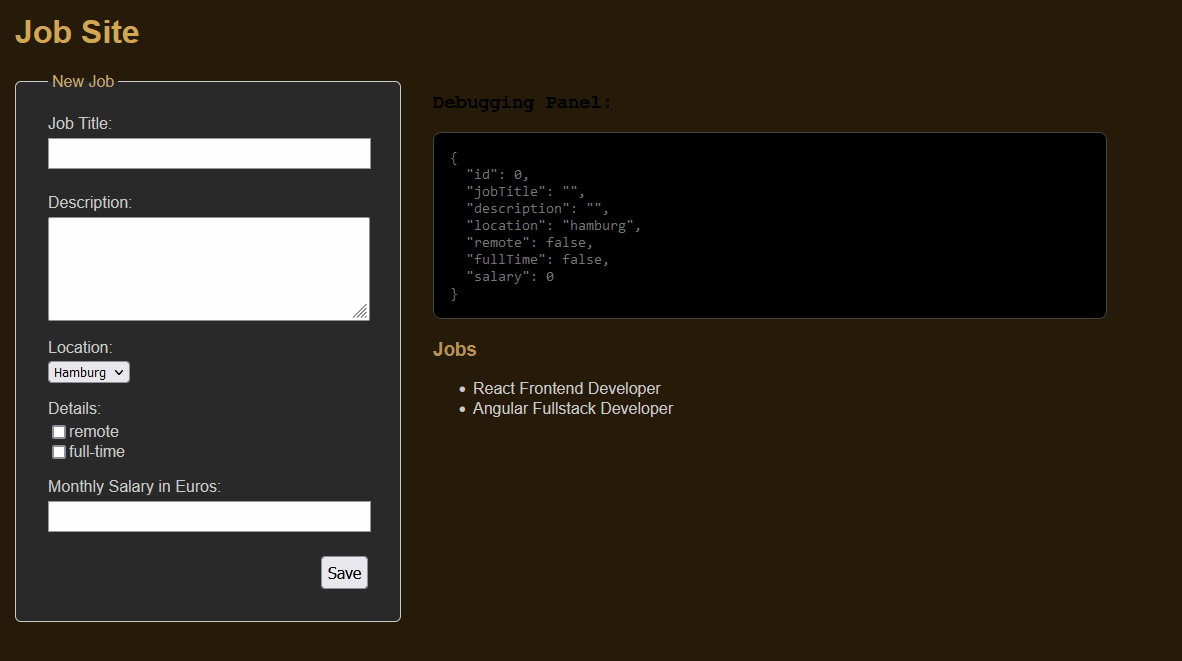 Job Site
New Job
Job Title:
Description:
Location:
Hamburg
Details:
remote
full-time
Monthly Salary in Euros:
Save
Debugging Panel:
{
"id": 0,
"jobTitle": "",
"description": "",
"location": "hamburg",
"remote": false,
"fullTime": false,
"salary": 0
}
Jobs
• React Frontend Developer
• Angular Fullstack Developer